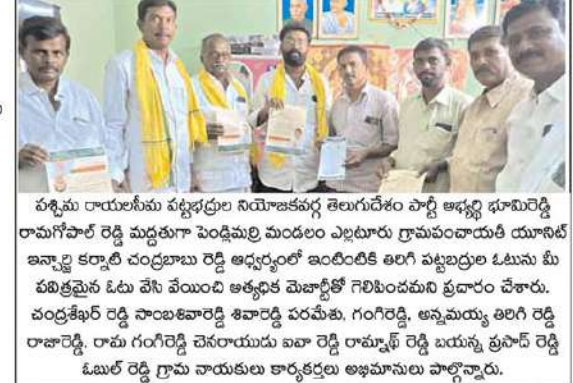 పశ్చిమ రాయలసీమ పట్టభద్రుల నియోజకవర్గ తెలుగుదేశం పార్టీ అభ్యర్థి భూమిరెడ్డి
రామగోపాల్ రెడ్డి మద్దతుగా పెండ్లిమర్రి మండలం ఎల్లటూరు గ్రామపంచాయతీ యూనిట్
ఇన్చార్జి కర్నాటి చంద్రబాబు రెడ్డి ఆధ్వర్యంలో ఇంటింటికి తిరిగి పట్టబద్రుల ఓటును మీ
పవిత్రమైన ఓటు వేసి వేయించి అత్యధిక మెజార్టీతో గెలిపించమని ప్రచారం చేశారు.
చంద్రశేఖర్ రెడ్డి సాంబశివారెడ్డి శివారెడ్డి పరమేశు, గంగిరెడ్డి, అన్నమయ్య తిరిగి రెడ్డి
రాజారెడ్డి, రామ గంగిరెడ్డి చెనరాయుడు ఐవా రెడ్డి రామ్నాథ్ రెడ్డి బయన్న ప్రసాద్ రెడ్డి
ఓబుల్ రెడ్డి గ్రామ నాయకులు కార్యకర్తలు అభిమానులు పాల్గొన్నారు.